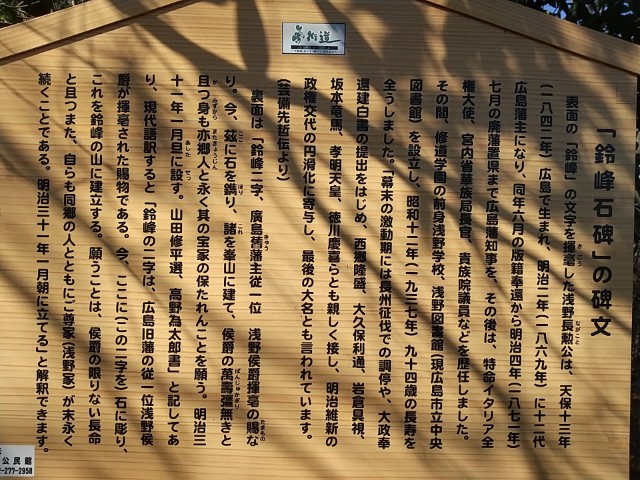 「鈴峰石碑」の碑文
表面の「鈴峰」の文字を揮毫した浅野長勲公は、天保十三年
(一八四二年)広島で生まれ、明治二年(一八六九年)に十二代
広島藩主になり、同年六月の版籍奉還から明治四年(一八七一年)
七月の廃藩置県まで広島藩知事を、その後は、特命イタリア全
権大使、宮内省華族局長官、貴族院議員などを歴任しました。
その間、修道学園の前身浅野学校、浅野図書館(現広島市立中央
図書館)を設立し、昭和十二年(一九三七年)九十四歳の長寿を
全うしました。「幕末の激動期には長州征伐での調停や、大政奉
還建白書の提出をはじめ、西郷隆盛、大久保利通、岩倉具視、
坂本竜馬、孝明天皇、徳川慶喜らとも親しく接し、明治維新の
政権交代の円滑化に寄与し、最後の大名とも言われています。
(芸備先哲伝より)
裏面は「鈴峰二字、廣島舊藩主従一位 浅野侯爵揮毫の賜な
り。今、茲に石を鐫り、諸を峯山に建て、侯爵の萬壽無きと
且つ身も亦郷人と永く其の宝家の保たれんことを願う。明治三
十一年一月旦に設す。山田修平選、高野為太郎書」と記してあ
り、現代語訳すると「鈴峰の二字は、広島旧藩の従一位浅野侯
爵が揮毫された賜物である。今、ここに(この二字を)石に彫り、
これを鈴峰の山に建立する。願うことは、侯爵の限りない長命
と且つまた、自らも同郷の人とともにご尊家(浅野家)が末永く
続くことである。明治三十一年一月朝に立てる」と解釈できます。
公民館
2-277-2958